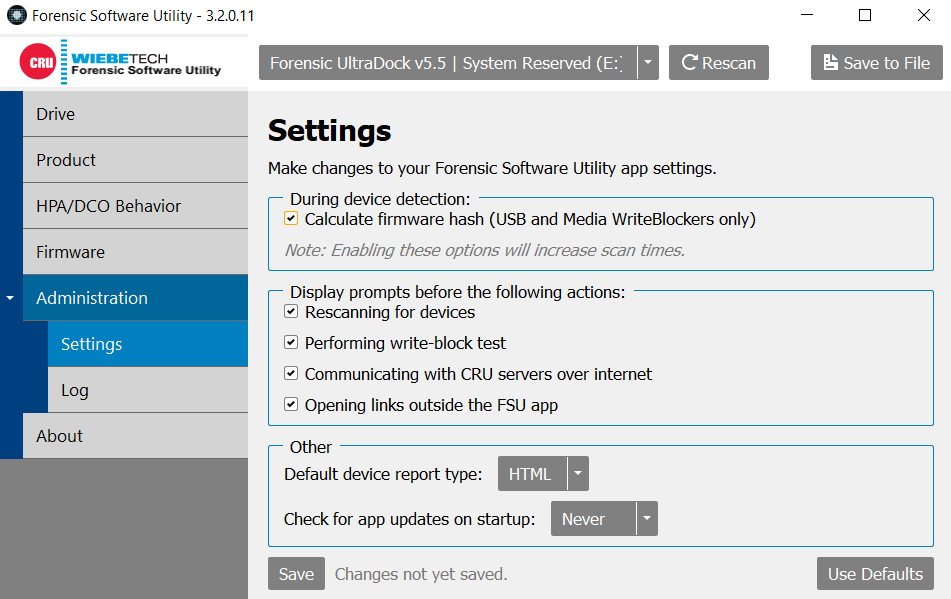 Forensic Software Utility - 3.2.0.11
CRU WIEBETECH
Forensic Software Utility
Forensic UltraDock v5.5 | System Reserved (E:)
Rescan
Save to File
Drive
Product
HPA/DCO Behavior
Firmware
Administration
Settings
Log
About
Settings
Make changes to your Forensic Software Utility app settings.
During device detection:
Calculate firmware hash (USB and Media WriteBlockers only)
Note: Enabling these options will increase scan times.
Display prompts before the following actions:
Rescanning for devices
Performing write-block test
Communicating with CRU servers over internet
Opening links outside the FSU app
Other
Default device report type: HTML
Check for app updates on startup: Never
Save Changes not yet saved. Use Defaults